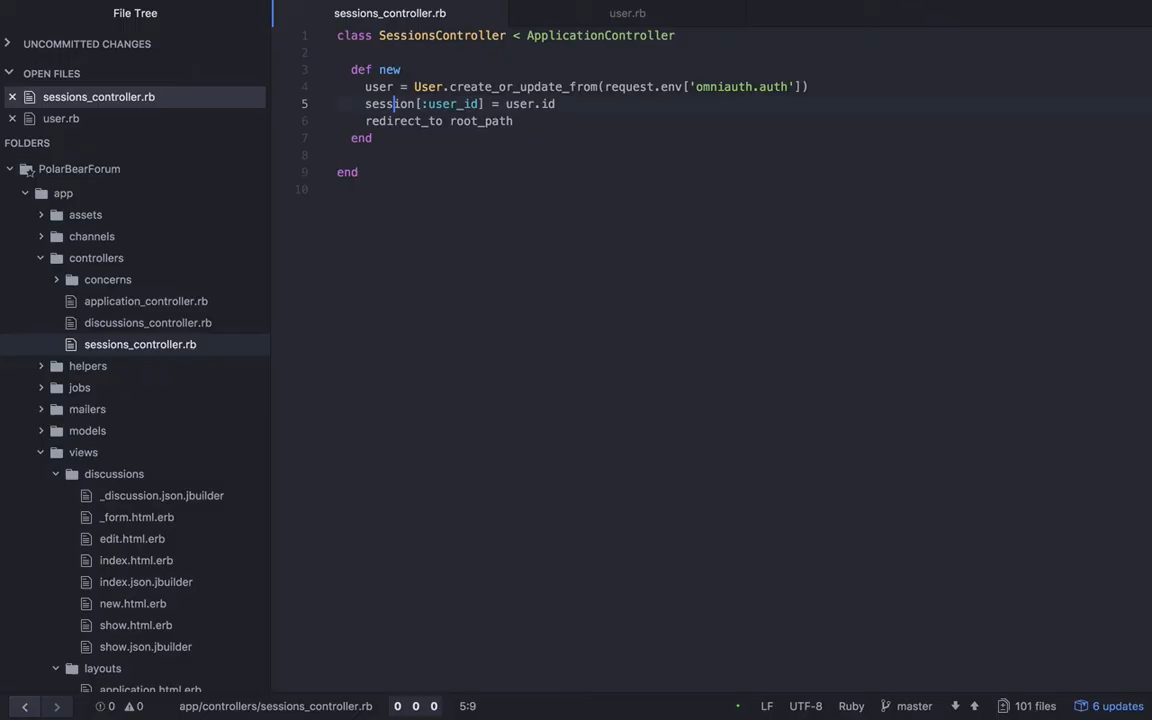 File Tree
UNCOMMITTED CHANGES
OPEN FILES
sessions_controller.rb
user.rb
FOLDERS
PolarBearForum
app
assets
channels
controllers
concerns
application_controller.rb
discussions_controller.rb
sessions_controller.rb
helpers
jobs
mailers
models
views
discussions
_discussion.json.jbuilder
_form.html.erb
edit.html.erb
index.html.erb
index.json.jbuilder
new.html.erb
show.html.erb
show.json.jbuilder
layouts
application.html.erb
sessions_controller.rb user.rb
1 class SessionsController < ApplicationController
2
3 def new
4 user = User.create_or_update_from(request.env['omniauth.auth'])
5 session[:user_id] = user.id
6 redirect_to root_path
7 end
8
9 end
10
0 0 app/controllers/sessions_controller.rb 0 0 0 5:9 LF UTF-8 Ruby master 101 files 6 updates